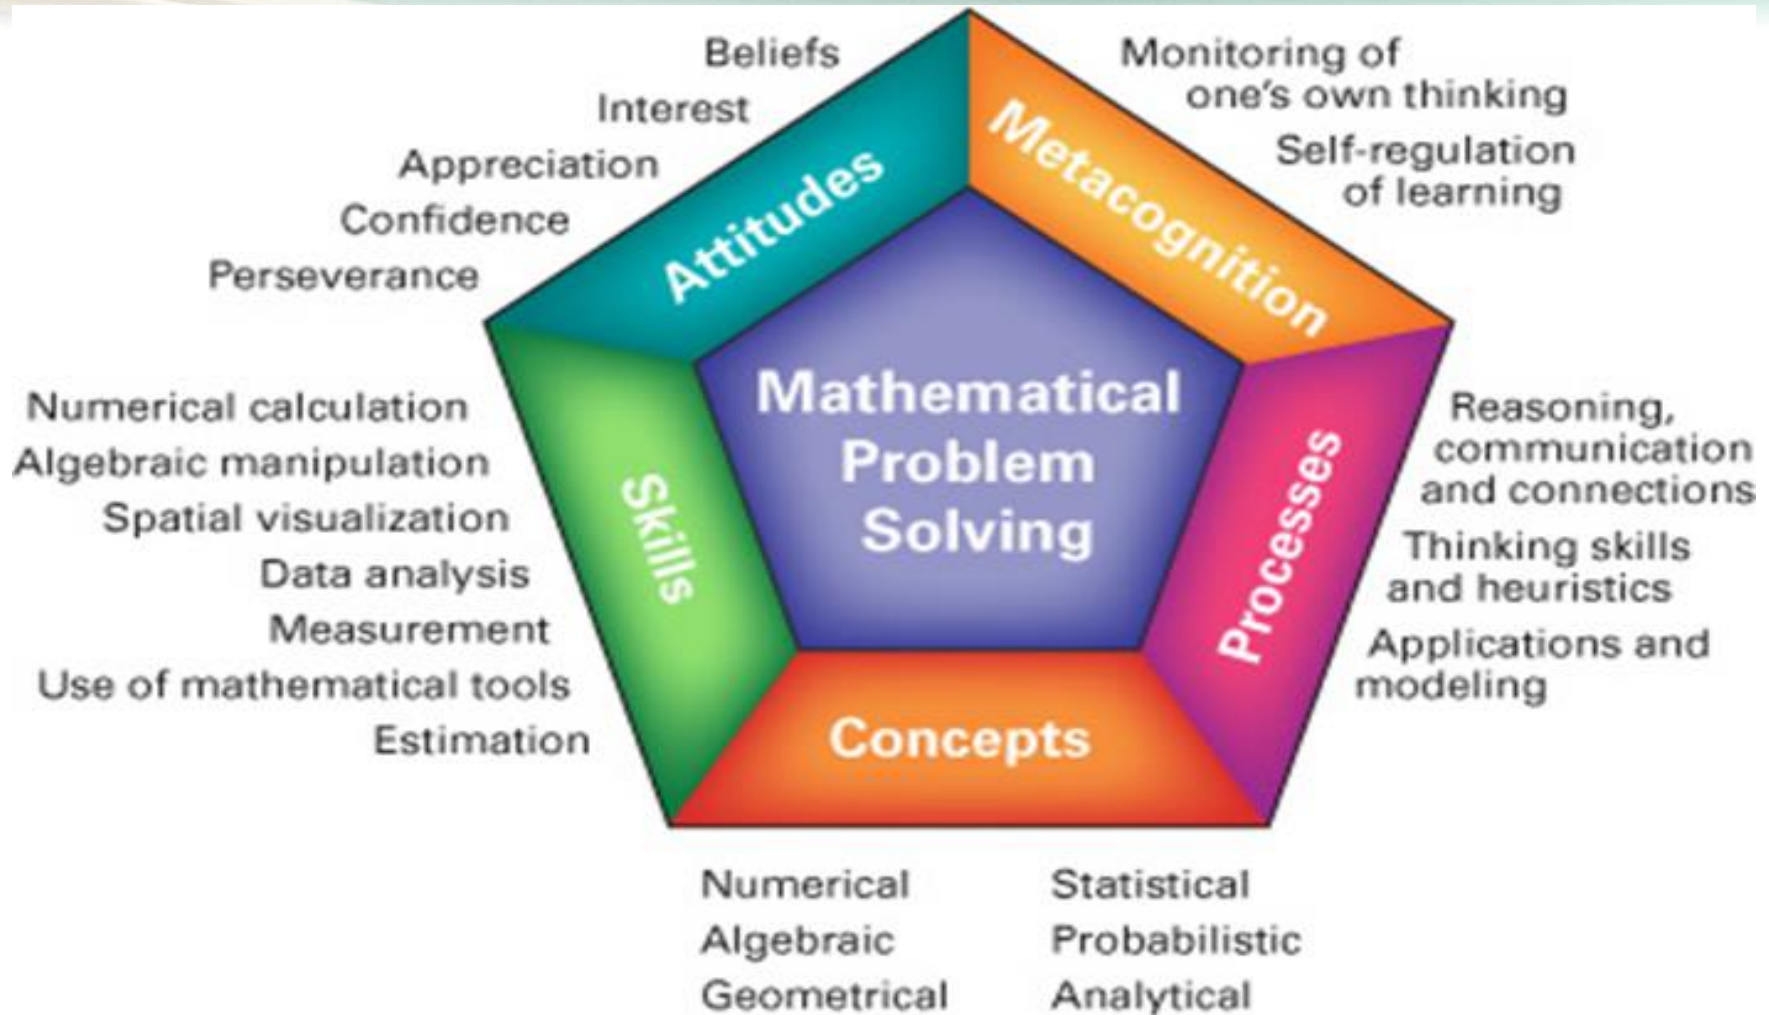 Beliefs
Interest
Appreciation
Confidence
Perseverance
Attitudes
Monitoring of
one's own thinking
Self-regulation
of learning
Metacognition
Mathematical
Problem
Solving
Numerical calculation
Algebraic manipulation
Spatial visualization
Data analysis
Measurement
Use of mathematical tools
Estimation
Skills
Reasoning,
communication
and connections
Thinking skills
and heuristics
Applications and
modeling
Processes
Concepts
Numerical
Algebraic
Geometrical
Statistical
Probabilistic
Analytical